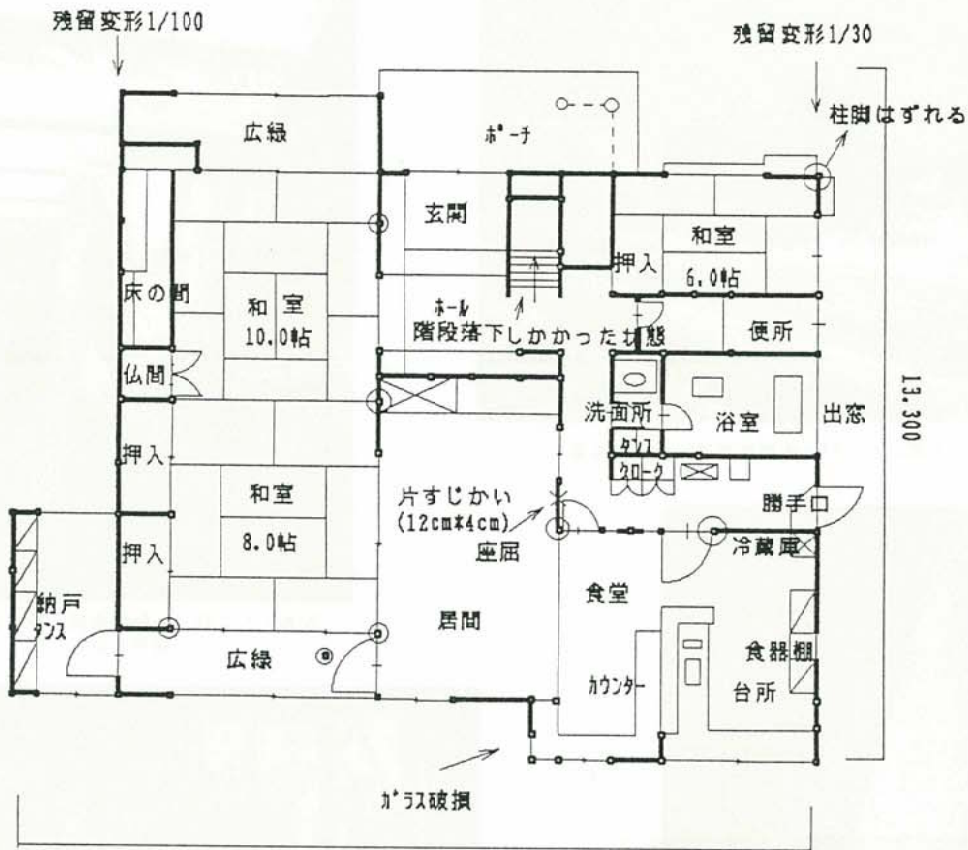 残留変形1/100
残留変形1/30
柱脚はずれる
広縁
ポーチ
玄関
和室
6.0帖
押入
床の間
和室
10.0帖
ホール
階段落下しかかった状態
便所
仏間
洗面所
浴室
出窓
13.300
タンス
クローク
押入
和室
8.0帖
片すじかい
(12cm*4cm)
座屈
勝手口
冷蔵庫
押入
食堂
納戸
タンス
居間
広縁
食器棚
台所
カウンター
ガラス破損